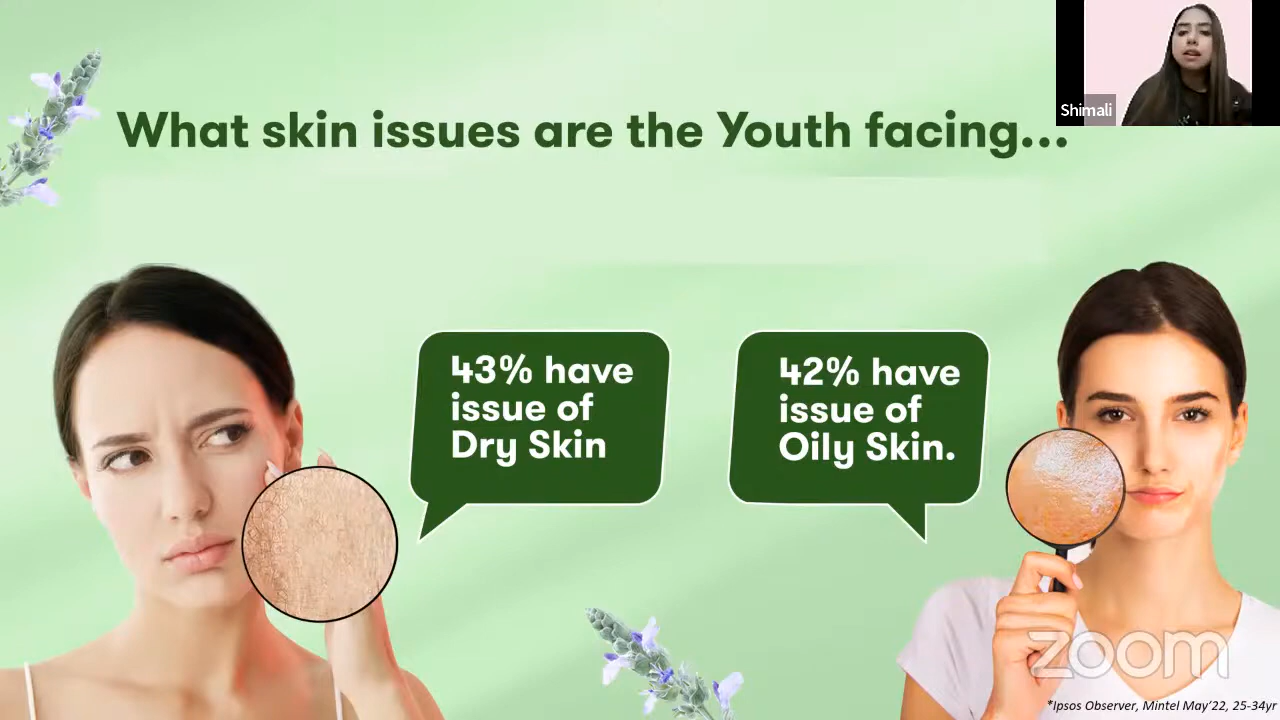 Shimali
What skin issues are the Youth facing...
43% have
issue of
Dry Skin
42% have
issue of
Oily Skin.
zoom
*Ipsos Observer, Mintel May'22, 25-34yr